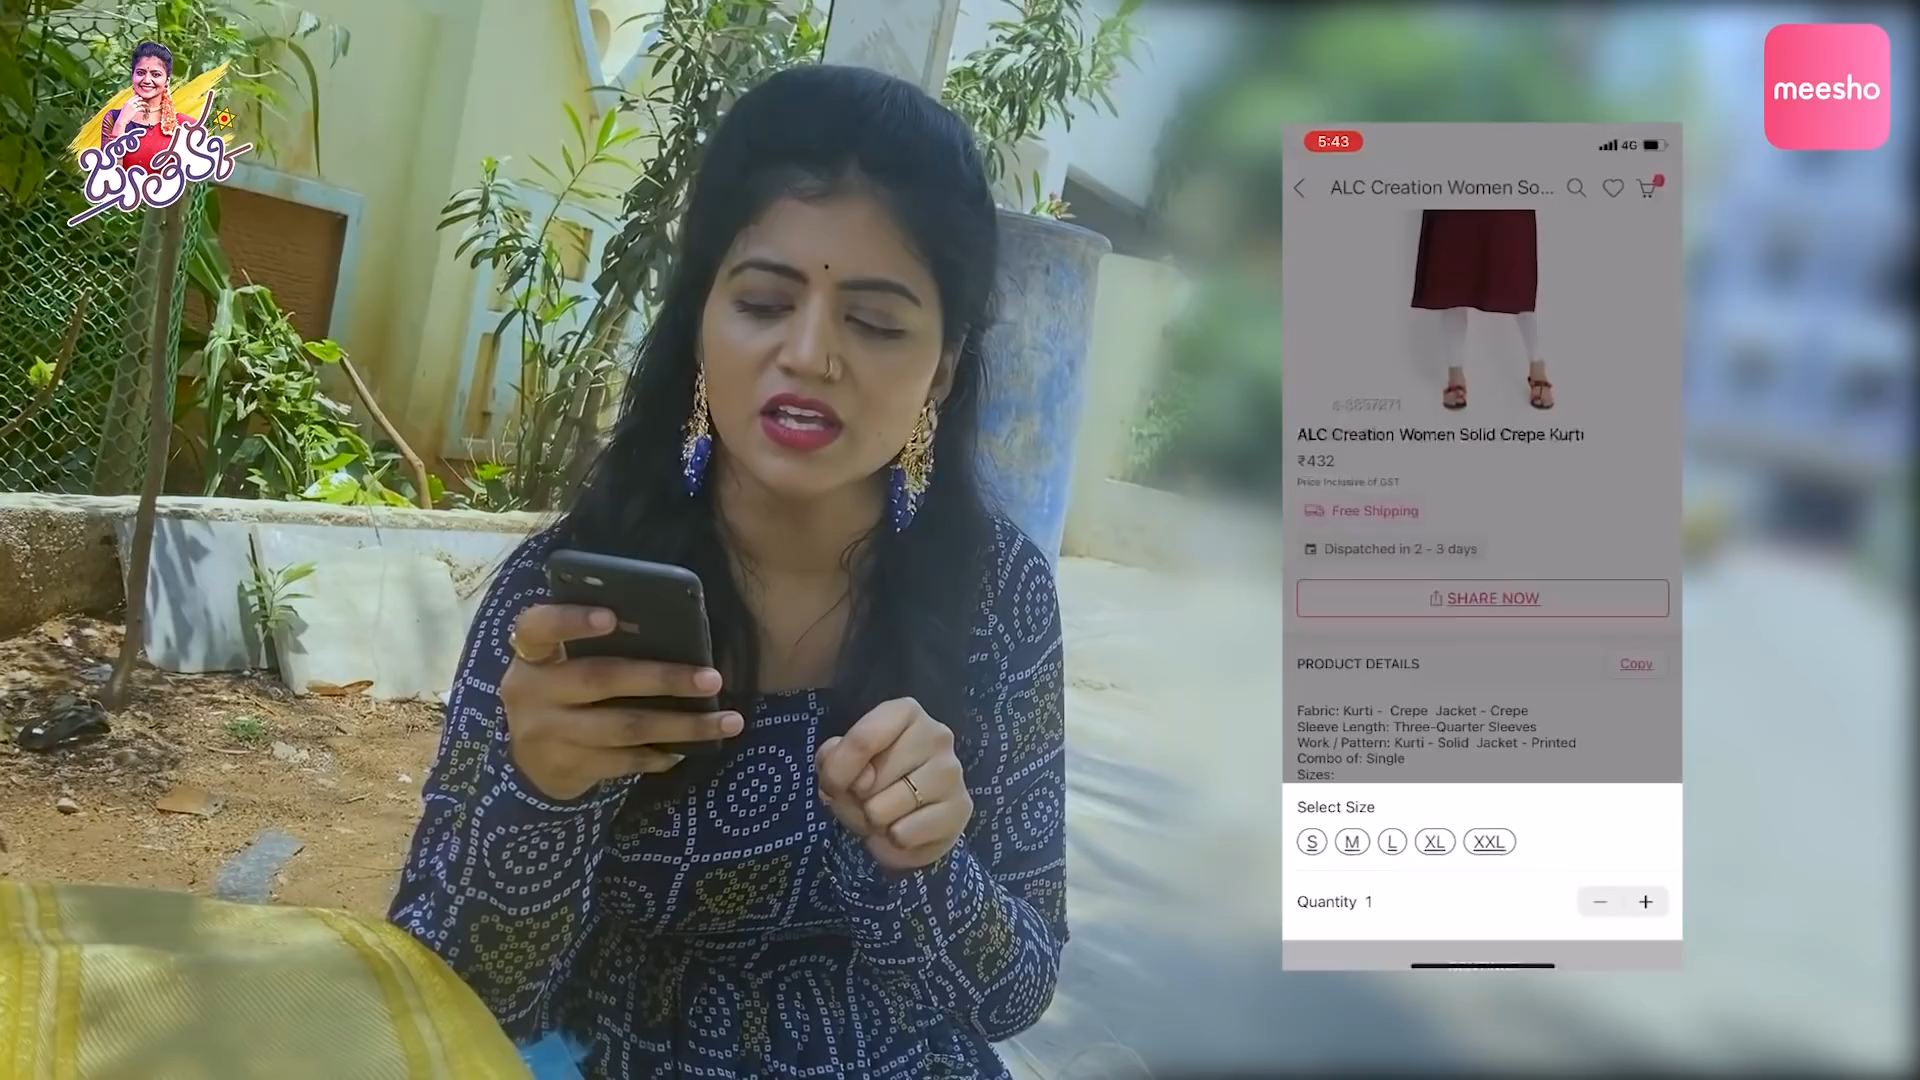 జ్యోతక్క
meesho
5:43
4G
ALC Creation Women So...
s-3837271
ALC Creation Women Solid Crepe Kurti
₹432
Price Inclusive of GST
Free Shipping
Dispatched in 2 - 3 days
SHARE NOW
PRODUCT DETAILS
Copy
Fabric: Kurti - Crepe Jacket - Crepe
Sleeve Length: Three-Quarter Sleeves
Work / Pattern: Kurti - Solid Jacket - Printed
Combo of: Single
Sizes:
Select Size
S M L XL XXL
Quantity 1